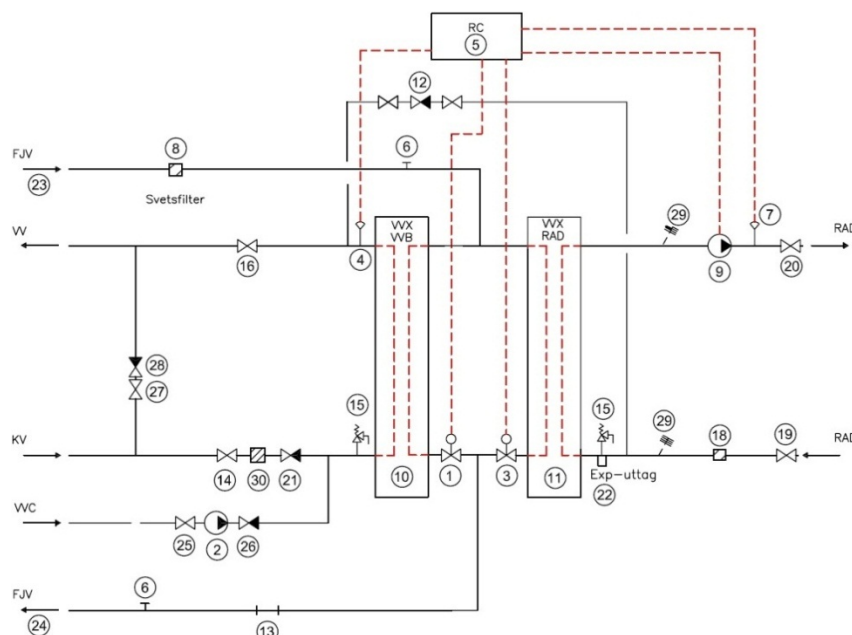 RC
5
12
FJV
8
6
23
Svetsfilter
VVX
VVB
VVX
RAD
29
7
VV
RAD
16
4
9
20
28
27
15
15
29
KV
RAD
14
30
21
10
1
3
11
Exp-uttag
18
19
22
VVC
25
2
26
6
FJV
24
13